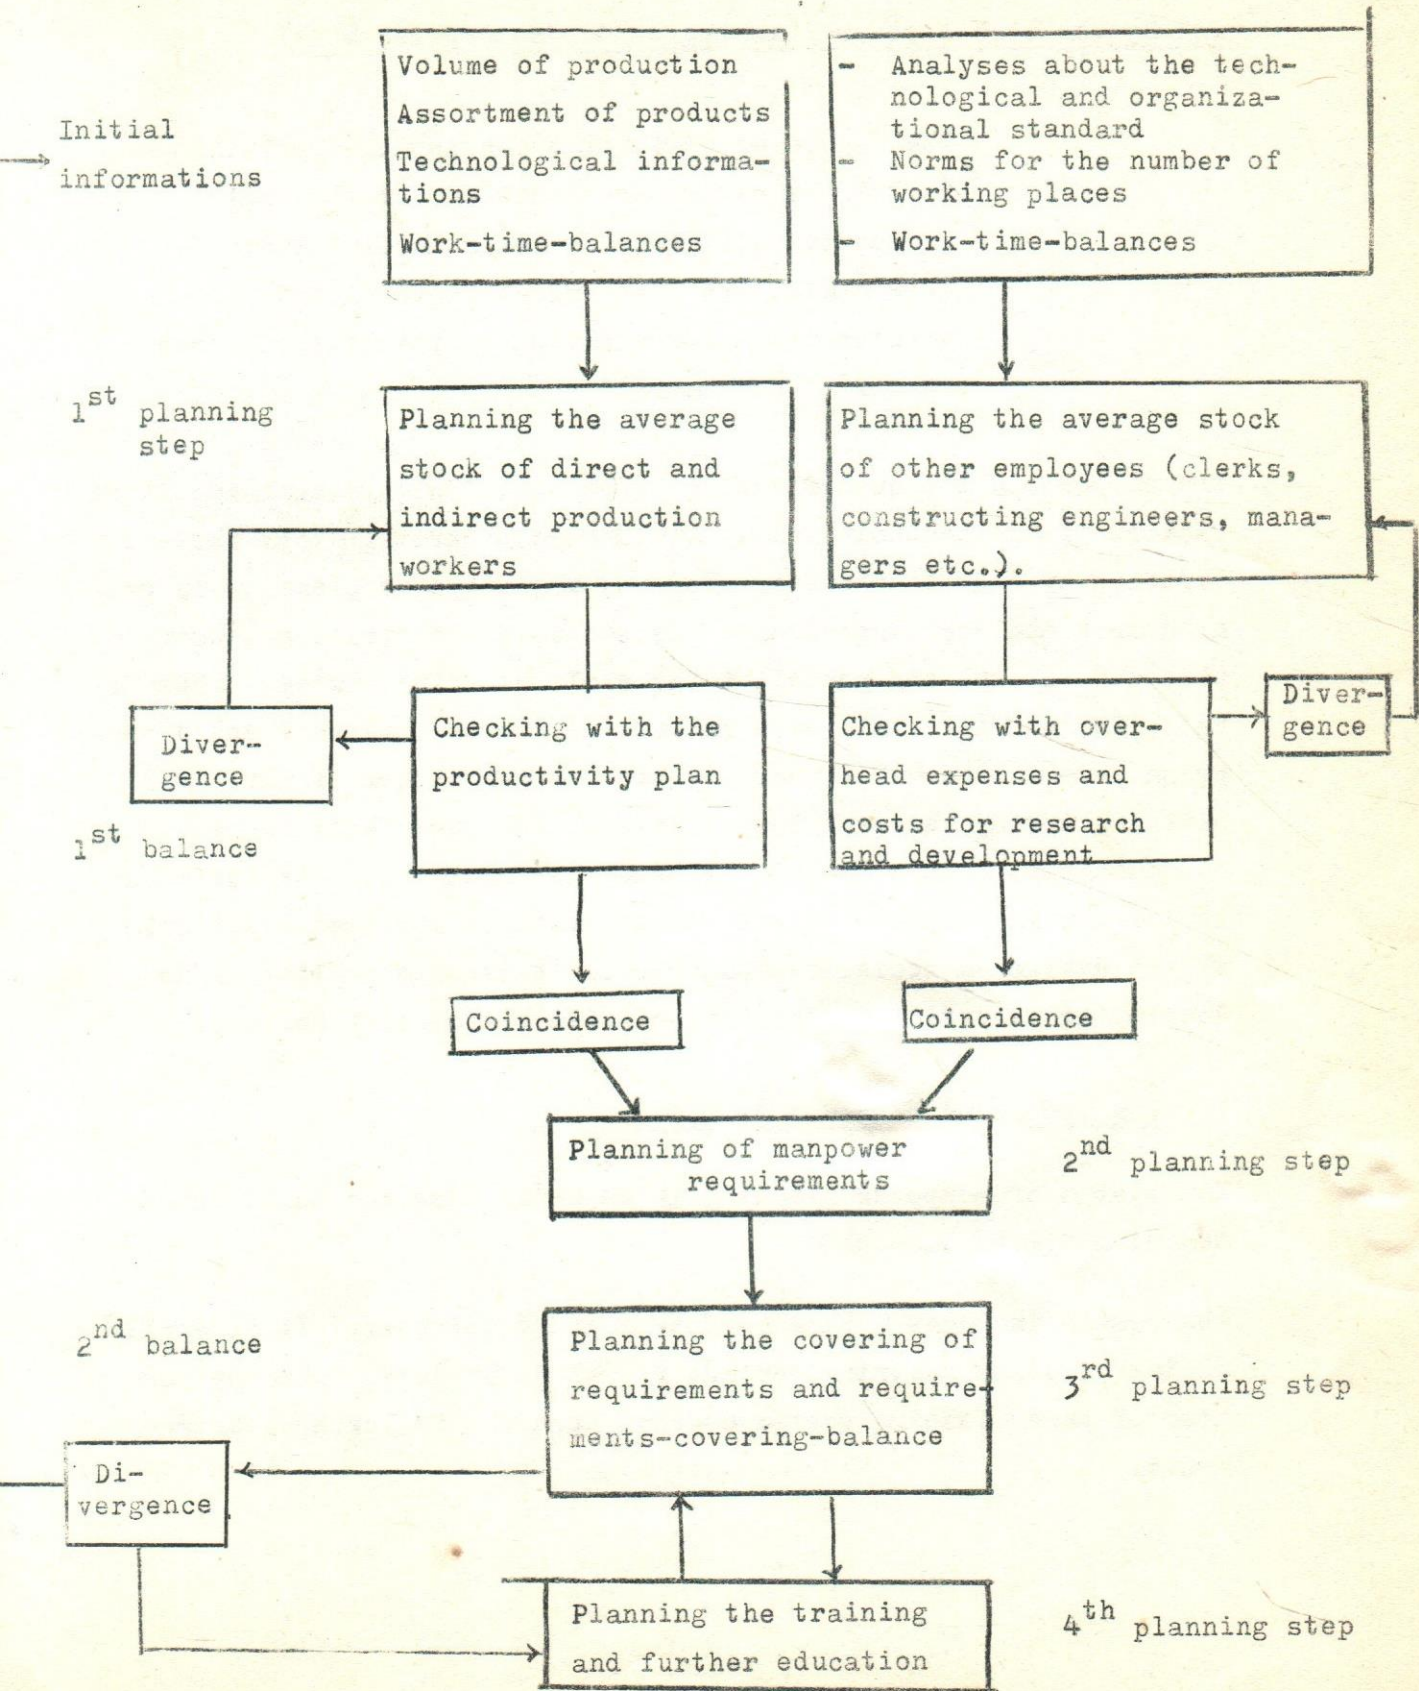 Initial
informations
Volume of production
Assortment of products
Technological informa-
tions
Work-time-balances
- Analyses about the tech-
nological and organiza-
tional standard
- Norms for the number of
working places
- Work-time-balances
1st planning
step
Planning the average
stock of direct and
indirect production
workers
Planning the average stock
of other employees (clerks,
constructing engineers, mana-
gers etc.).
Diver-
gence
Checking with the
productivity plan
Checking with over-
head expenses and
costs for research
and development
Diver-
gence
1st balance
Coincidence
Coincidence
Planning of manpower
requirements
2nd planning step
2nd balance
Planning the covering of
requirements and require-
ments-covering-balance
3rd planning step
Di-
vergence
Planning the training
and further education
4th planning step